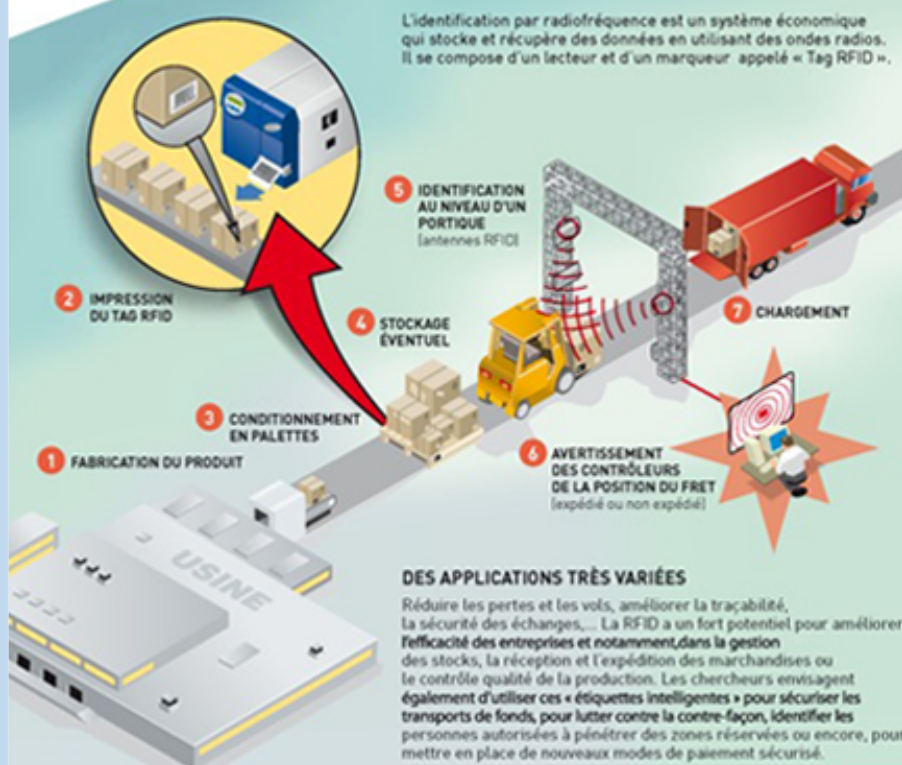 L'identification par radiofréquence est un système économique
qui stocke et récupère des données en utilisant des ondes radios.
Il se compose d'un lecteur et d'un marqueur appelé « Tag RFID ».
5 IDENTIFICATION
AU NIVEAU D'UN
PORTIQUE
(antennes RFID)
2 IMPRESSION
DU TAG RFID
4 STOCKAGE
ÉVENTUEL
7 CHARGEMENT
3 CONDITIONNEMENT
EN PALETTES
1 FABRICATION DU PRODUIT
6 AVERTISSEMENT
DES CONTRÔLEURS
DE LA POSITION DU FRET
(expédié ou non expédié)
USINE
DES APPLICATIONS TRÈS VARIÉES
Réduire les pertes et les vols, améliorer la traçabilité,
la sécurité des échanges,... La RFID a un fort potentiel pour améliorer
l'efficacité des entreprises et notamment,dans la gestion
des stocks, la réception et l'expédition des marchandises ou
le contrôle qualité de la production. Les chercheurs envisagent
également d'utiliser ces « étiquettes intelligentes » pour sécuriser les
transports de fonds, pour lutter contre la contre-façon, identifier les
personnes autorisées à pénétrer des zones réservées ou encore, pour
mettre en place de nouveaux modes de paiement sécurisé.